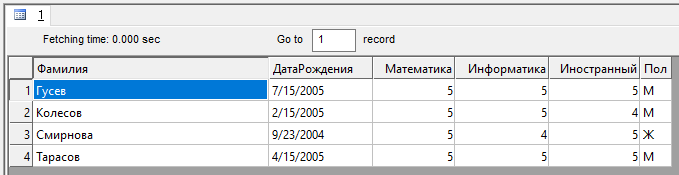 1
Fetching time: 0.000 sec Go to 1 record
Фамилия ДатаРождения Математика Информатика Иностранный Пол
1 Гусев 7/15/2005 5 5 5 М
2 Колесов 2/15/2005 5 5 4 М
3 Смирнова 9/23/2004 5 4 5 Ж
4 Тарасов 4/15/2005 5 5 5 М